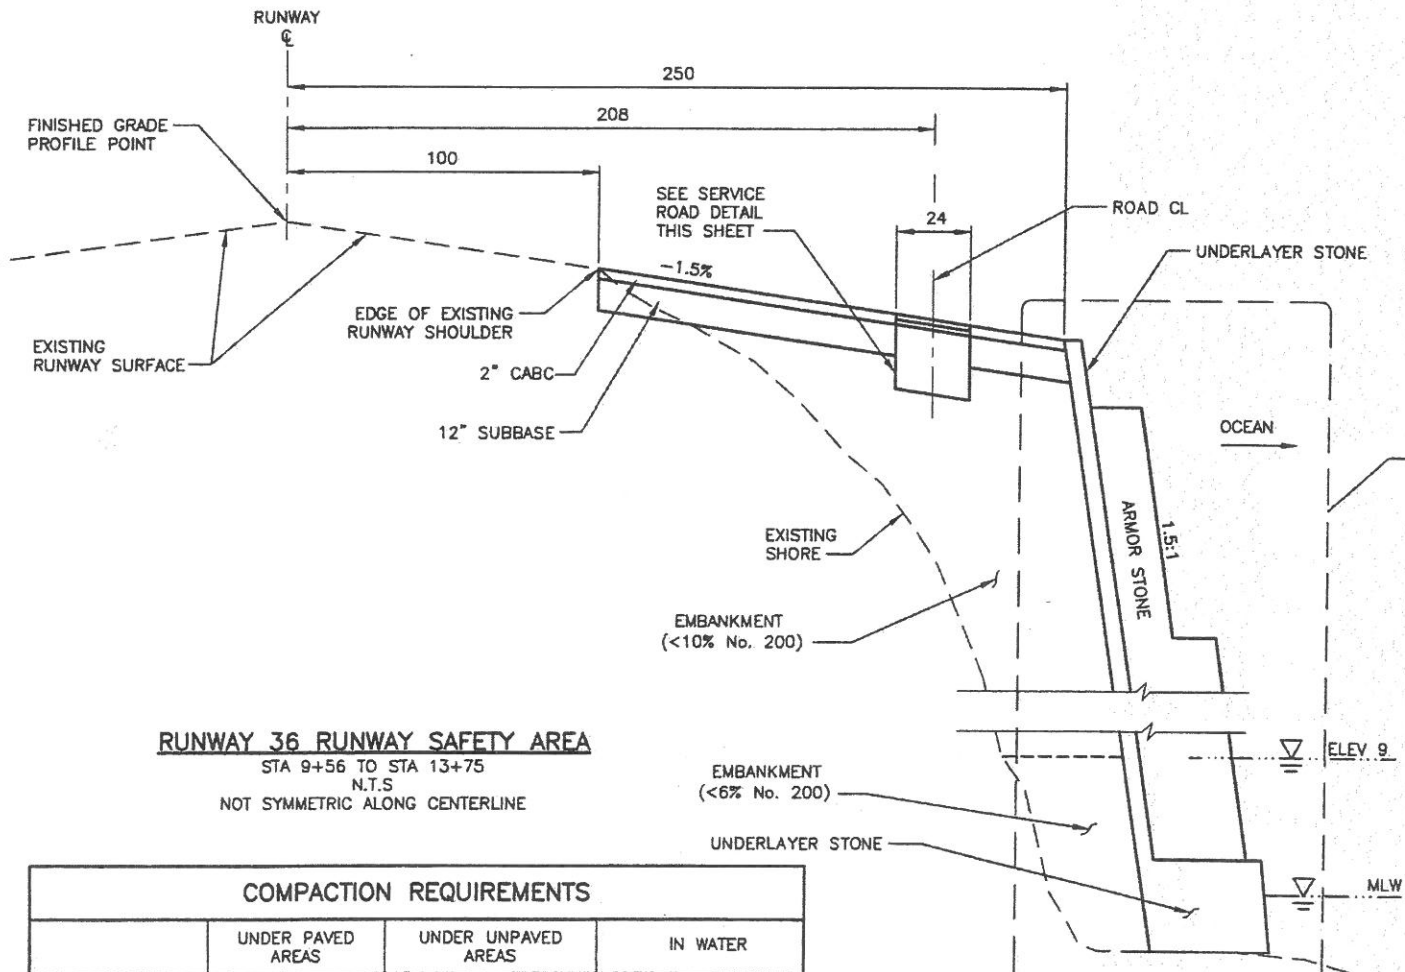 RUNWAY
℄
250
208
100
FINISHED GRADE
PROFILE POINT
SEE SERVICE
ROAD DETAIL
THIS SHEET
24
ROAD CL
UNDERLAYER STONE
-1.5%
EDGE OF EXISTING
RUNWAY SHOULDER
EXISTING
RUNWAY SURFACE
2" CABC
12" SUBBASE
OCEAN
EXISTING
SHORE
ARMOR STONE
1.5:1
EMBANKMENT
(<10% No. 200)
RUNWAY 36 RUNWAY SAFETY AREA
STA 9+56 TO STA 13+75
N.T.S
NOT SYMMETRIC ALONG CENTERLINE
ELEV 9
EMBANKMENT
(<6% No. 200)
UNDERLAYER STONE
MLW
COMPACTION REQUIREMENTS
UNDER PAVED
AREAS
UNDER UNPAVED
AREAS
IN WATER